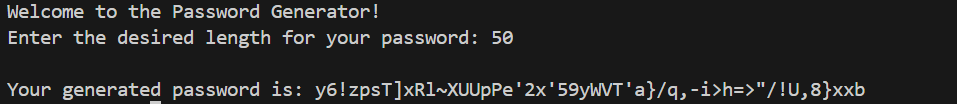 Welcome to the Password Generator!
Enter the desired length for your password: 50
Your generated password is: y6!zpsT]xRl~XUUpPe'2x'59yWVT'a}/q,-i>h=>"/!U,8}xxb